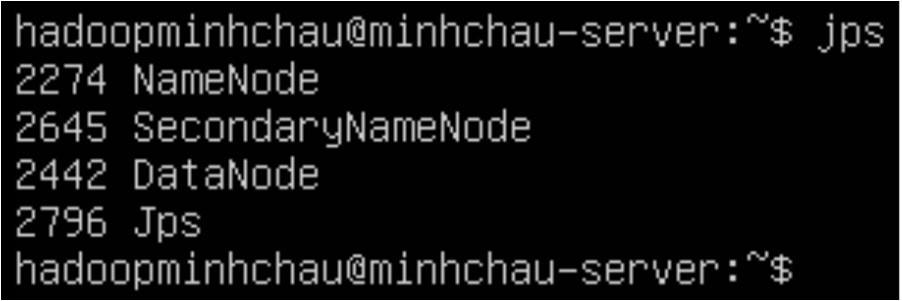 hadoopminhchau@minhchau-server:~$ jps
2274 NameNode
2645 SecondaryNameNode
2442 DataNode
2796 Jps
hadoopminhchau@minhchau-server:~$